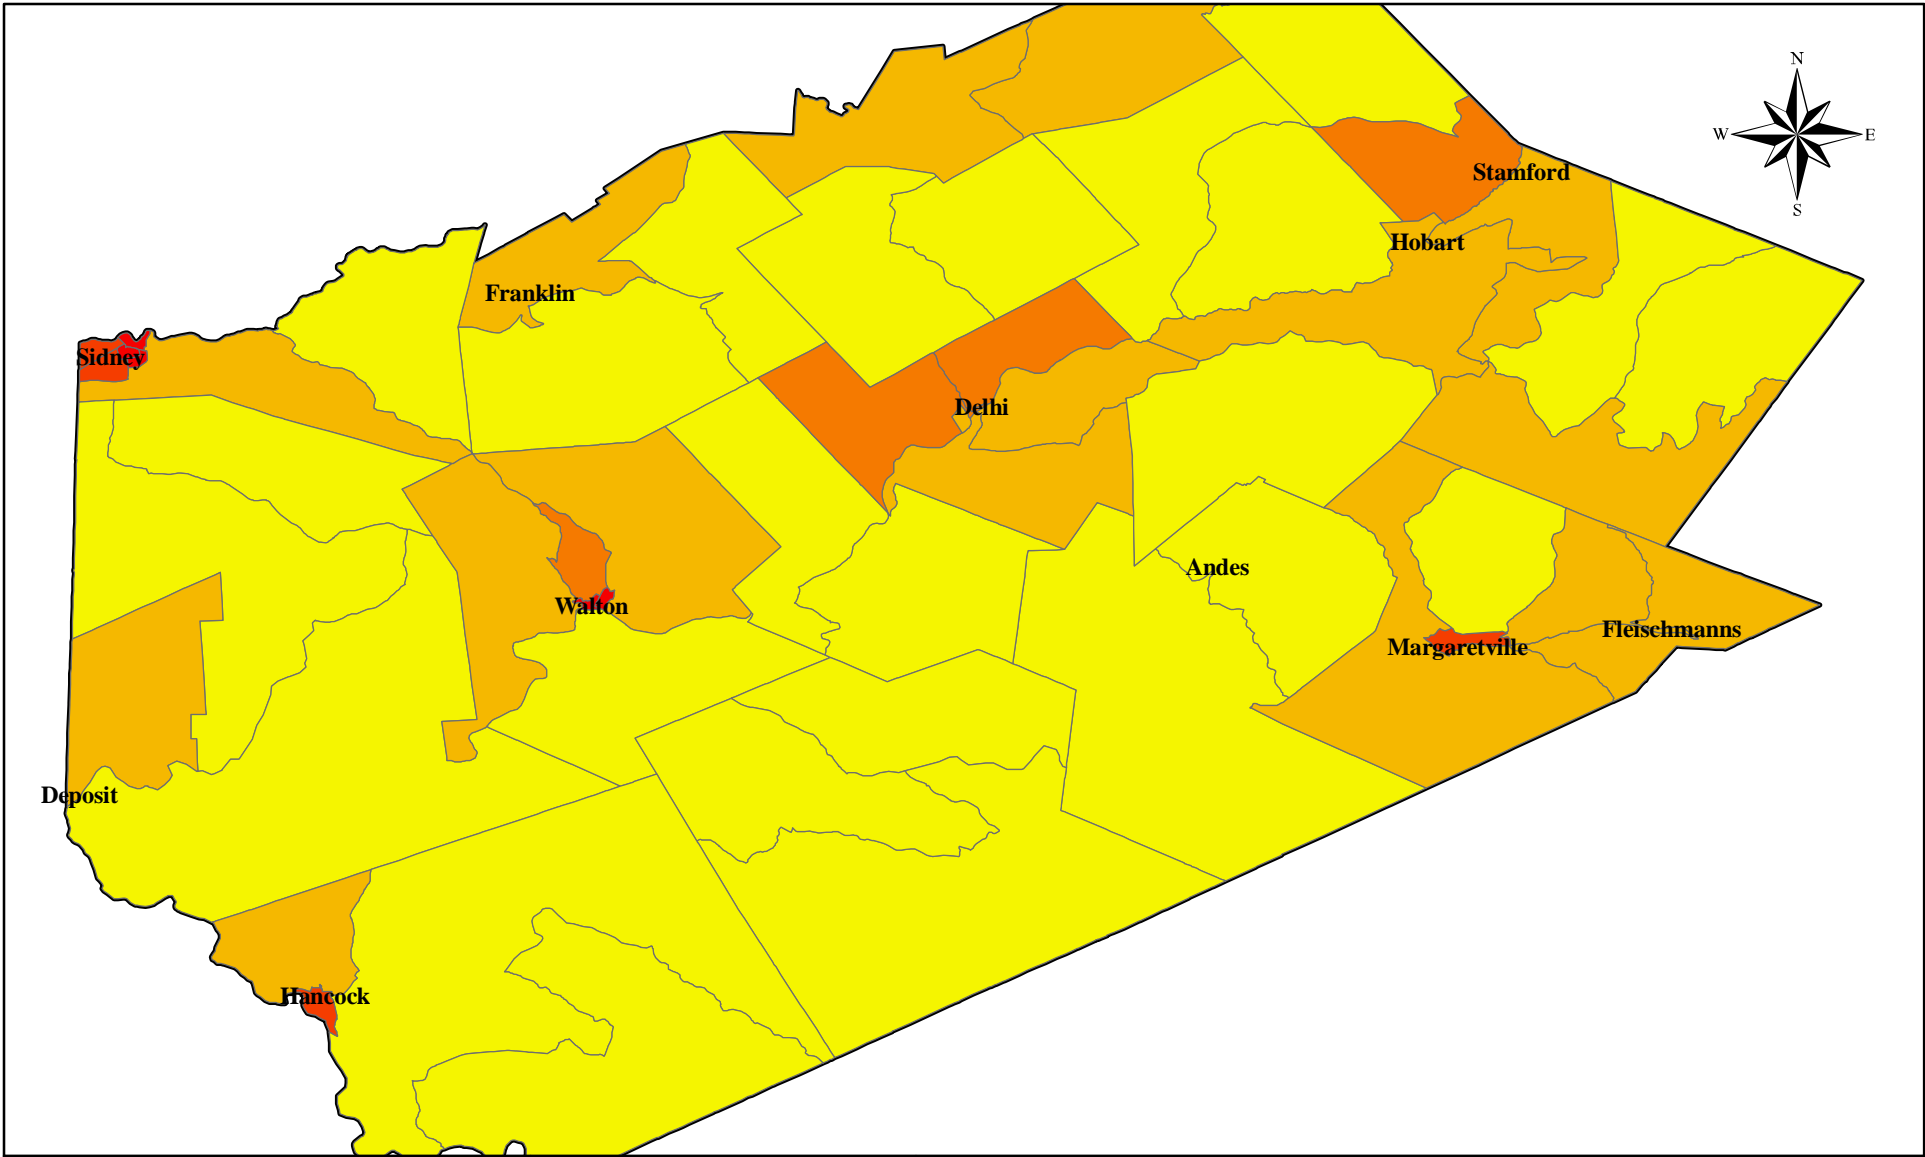 N
W E
S
Stamford
Hobart
Franklin
Sidney
Delhi
Andes
Walton
Fleischmanns
Margaretville
Deposit
Hancock